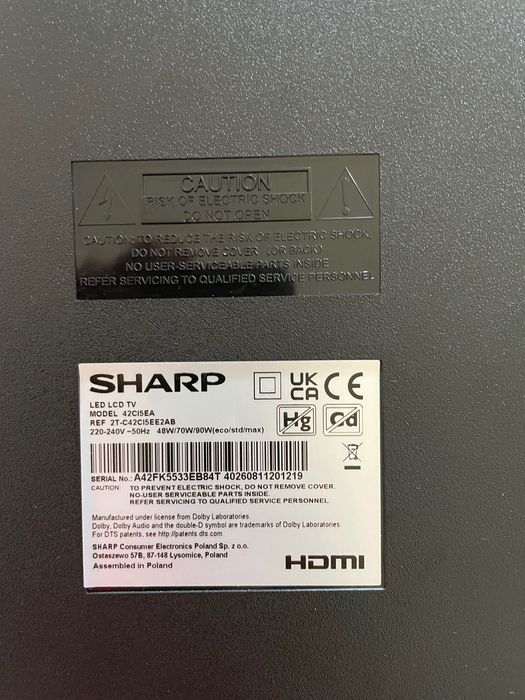 CAUTION
RISK OF ELECTRIC SHOCK
DO NOT OPEN
CAUTION: TO REDUCE THE RISK OF ELECTRIC SHOCK,
DO NOT REMOVE COVER (OR BACK)
NO USER-SERVICEABLE PARTS INSIDE
REFER SERVICING TO QUALIFIED SERVICE PERSONNEL.
SHARP
UK
CA
CE
LED LCD TV
MODEL 42CI5EA
REF 2T-C42CI5EE2AB
220-240V ~50Hz 48W/70W/90W(eco/std/max)
Hg
Cd
SERIAL No.: A42FK5533EB84T 40260811201219
CAUTION: TO PREVENT ELECTRIC SHOCK, DO NOT REMOVE COVER.
NO-USER SERVICEABLE PARTS INSIDE.
REFER SERVICING TO QUALIFIED SERVICE PERSONNEL.
Manufactured under license from Dolby Laboratories.
Dolby, Dolby Audio and the double-D symbol are trademarks of Dolby Laboratories.
For DTS patents, see http://patents.dts.com
SHARP Consumer Electronics Poland Sp. z o.o.
Ostaszewo 57B, 87-148 Łysomice, Poland
Assembled in Poland
HDMI